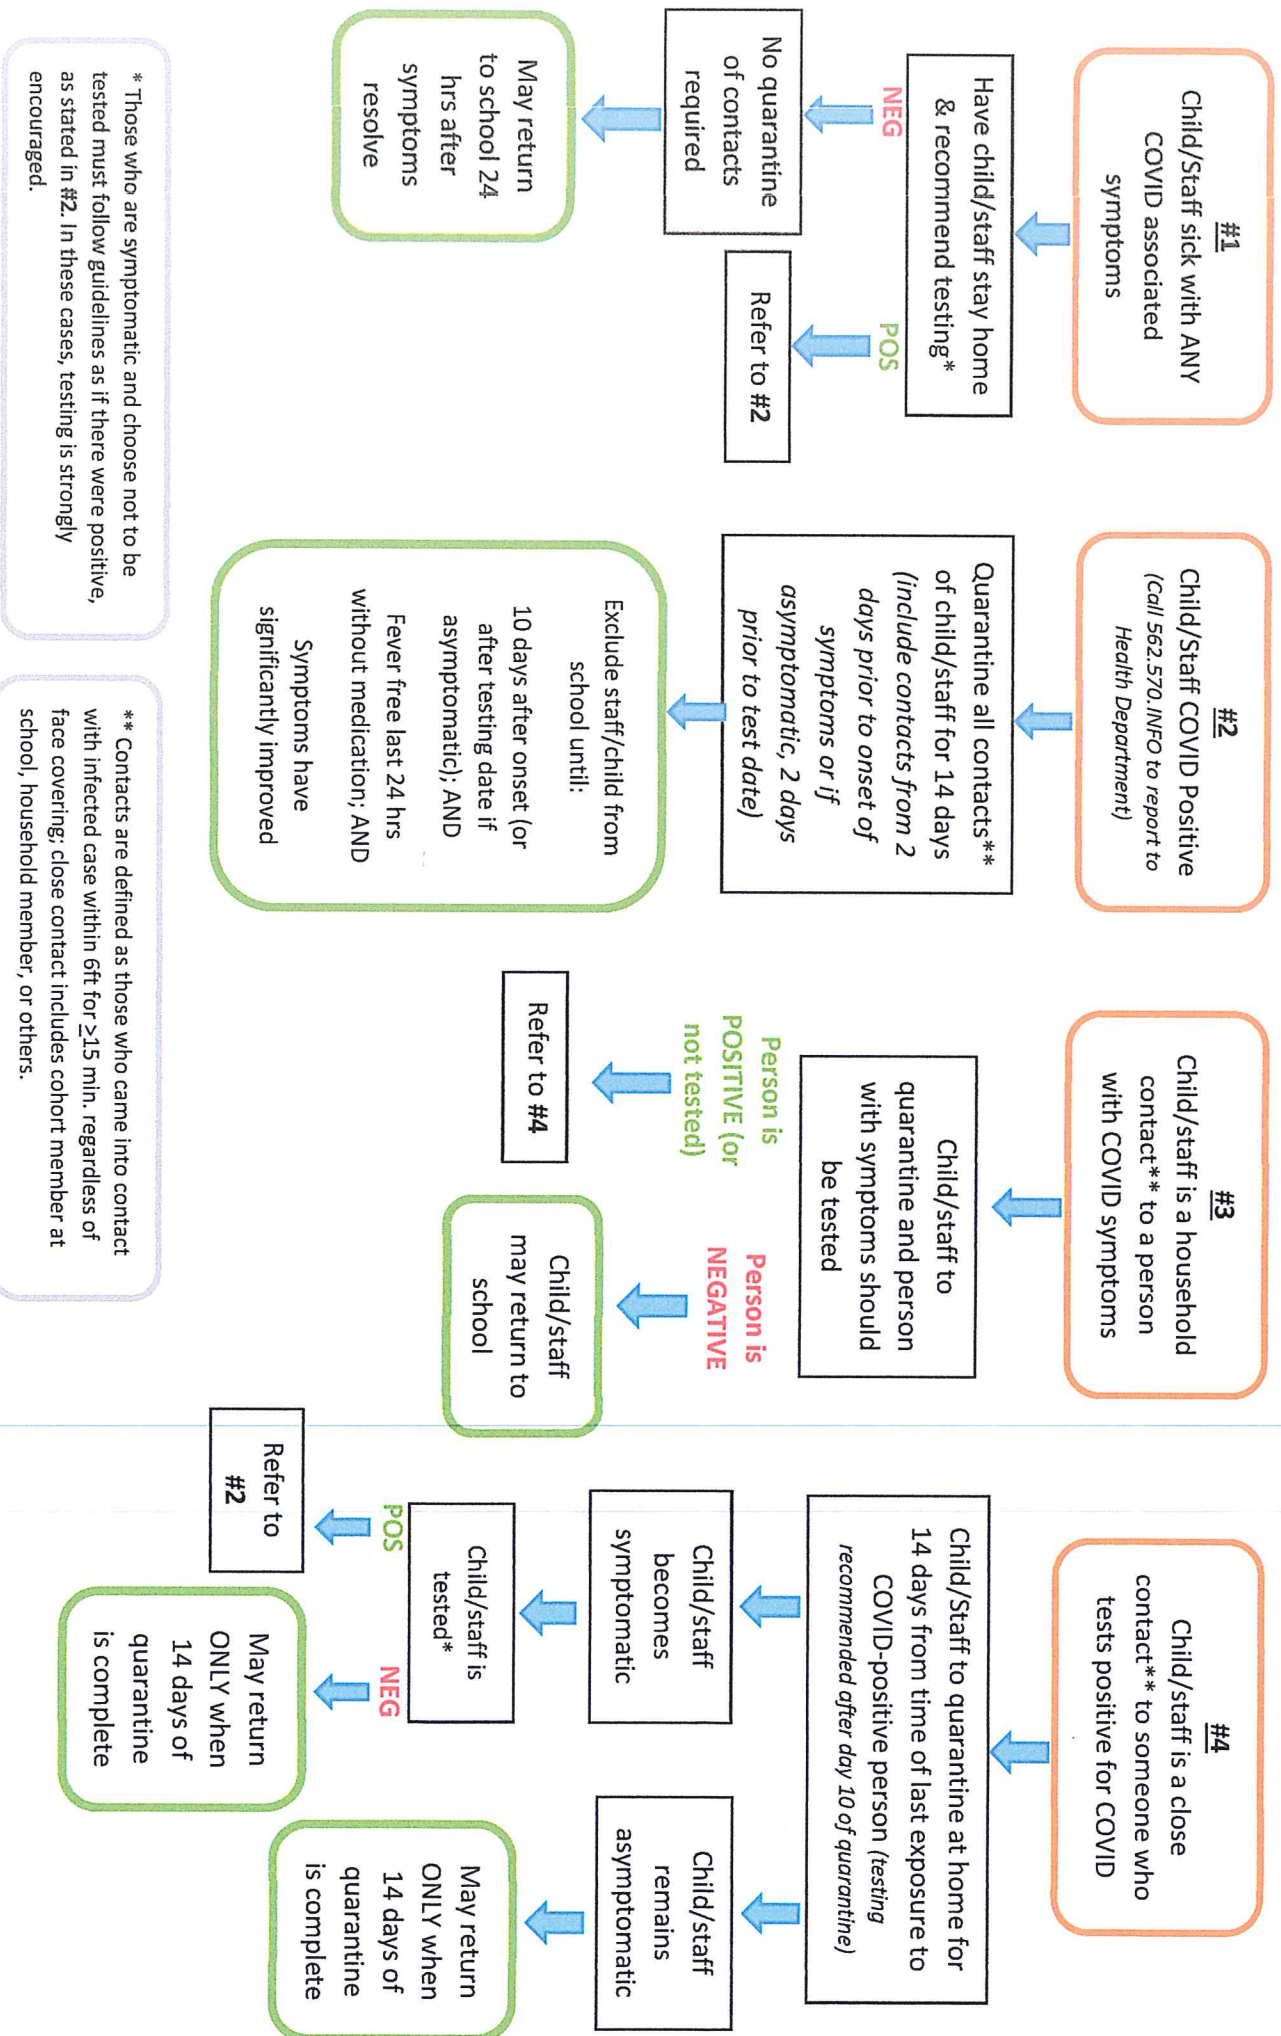 #1
Child/Staff sick with ANY
COVID associated
symptoms
Have child/staff stay home
& recommend testing*
NEG
POS
No quarantine
of contacts
required
Refer to #2
May return
to school 24
hrs after
symptoms
resolve
#2
Child/Staff COVID Positive
(Call 562.570.INFO to report to
Health Department)
Quarantine all contacts**
of child/staff for 14 days
(include contacts from 2
days prior to onset of
symptoms or if
asymptomatic, 2 days
prior to test date)
Exclude staff/child from
school until:
10 days after onset (or
after testing date if
asymptomatic); AND
Fever free last 24 hrs
without medication; AND
Symptoms have
significantly improved
#3
Child/staff is a household
contact** to a person
with COVID symptoms
Child/staff to
quarantine and person
with symptoms should
be tested
Person is
POSITIVE (or
not tested)
Person is
NEGATIVE
Refer to #4
Child/staff
may return to
school
#4
Child/staff is a close
contact** to someone who
tests positive for COVID
Child/Staff to quarantine at home for
14 days from time of last exposure to
COVID-positive person (testing
recommended after day 10 of quarantine)
Child/staff
becomes
symptomatic
Child/staff
remains
asymptomatic
Child/staff is
tested*
POS
NEG
Refer to
#2
May return
ONLY when
14 days of
quarantine
is complete
May return
ONLY when
14 days of
quarantine
is complete
* Those who are symptomatic and choose not to be
tested must follow guidelines as if there were positive,
as stated in #2. In these cases, testing is strongly
encouraged.
** Contacts are defined as those who came into contact
with infected case within 6ft for ≥15 min. regardless of
face covering; close contact includes cohort member at
school, household member, or others.